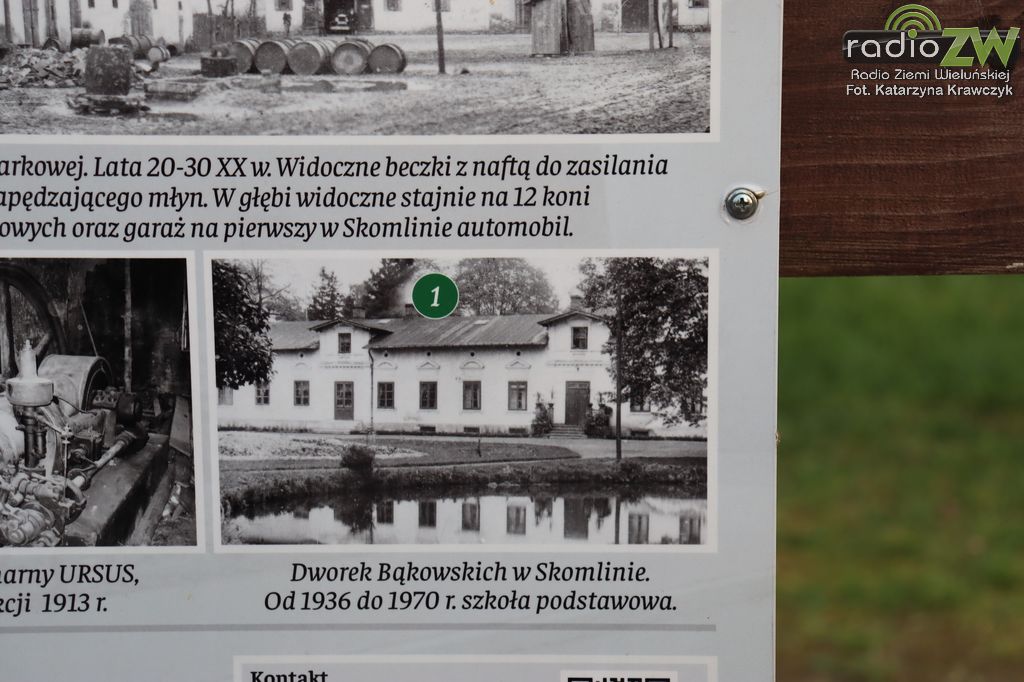 radioZW
Radio Ziemi Wieluńskiej
Fot. Katarzyna Krawczyk
arkowej. Lata 20-30 XX w. Widoczne beczki z naftą do zasilania
apędzającego młyn. W głębi widoczne stajnie na 12 koni
owych oraz garaż na pierwszy w Skomlinie automobil.
1
arny URSUS,
cji 1913 r.
Dworek Bąkowskich w Skomlinie.
Od 1936 do 1970 r. szkoła podstawowa.
Kontakt